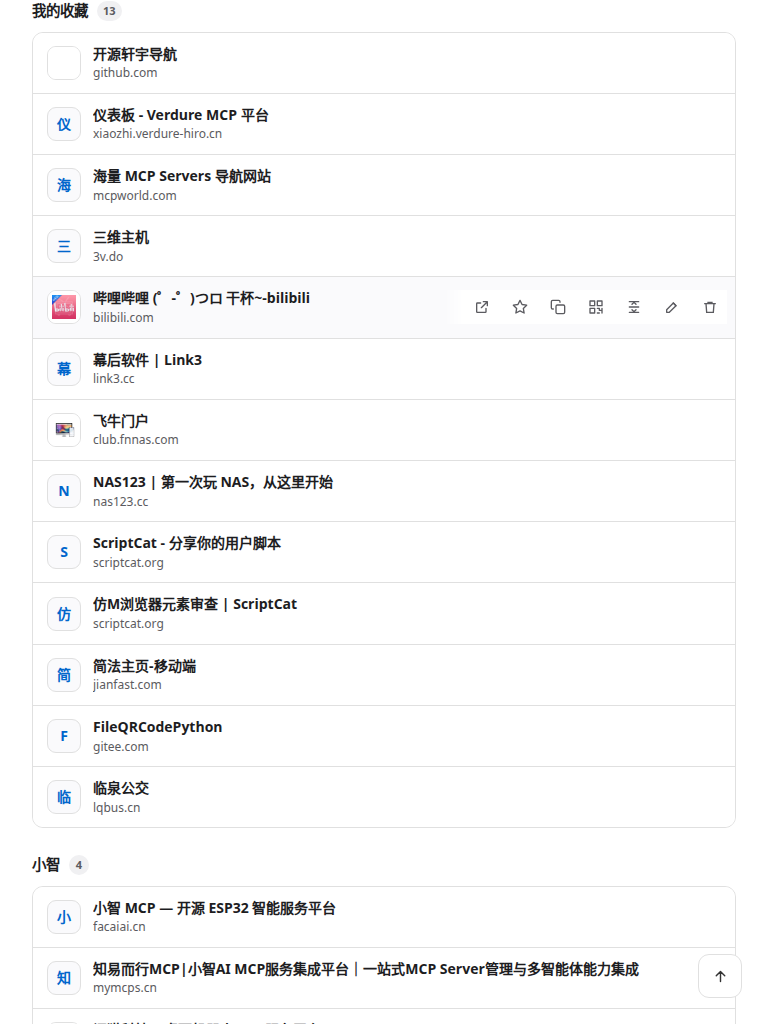 我的收藏 13
开源轩宇导航
github.com
仪
仪表板 - Verdure MCP 平台
xiaozhi.verdure-hiro.cn
海
海量 MCP Servers 导航网站
mcpworld.com
三
三维主机
3v.do
哔哩哔哩 (゜-゜)つロ 干杯~-bilibili
bilibili.com
幕
幕后软件 | Link3
link3.cc
飞牛门户
club.fnnas.com
N
NAS123 | 第一次玩 NAS，从这里开始
nas123.cc
S
ScriptCat - 分享你的用户脚本
scriptcat.org
仿
仿M浏览器元素审查 | ScriptCat
scriptcat.org
简
简法主页-移动端
jianfast.com
F
FileQRCodePython
gitee.com
临
临泉公交
lqbus.cn
小智 4
小
小智 MCP — 开源 ESP32 智能服务平台
facaiai.cn
知
知易而行MCP|小智AI MCP服务集成平台｜一站式MCP Server管理与多智能体能力集成
mymcps.cn